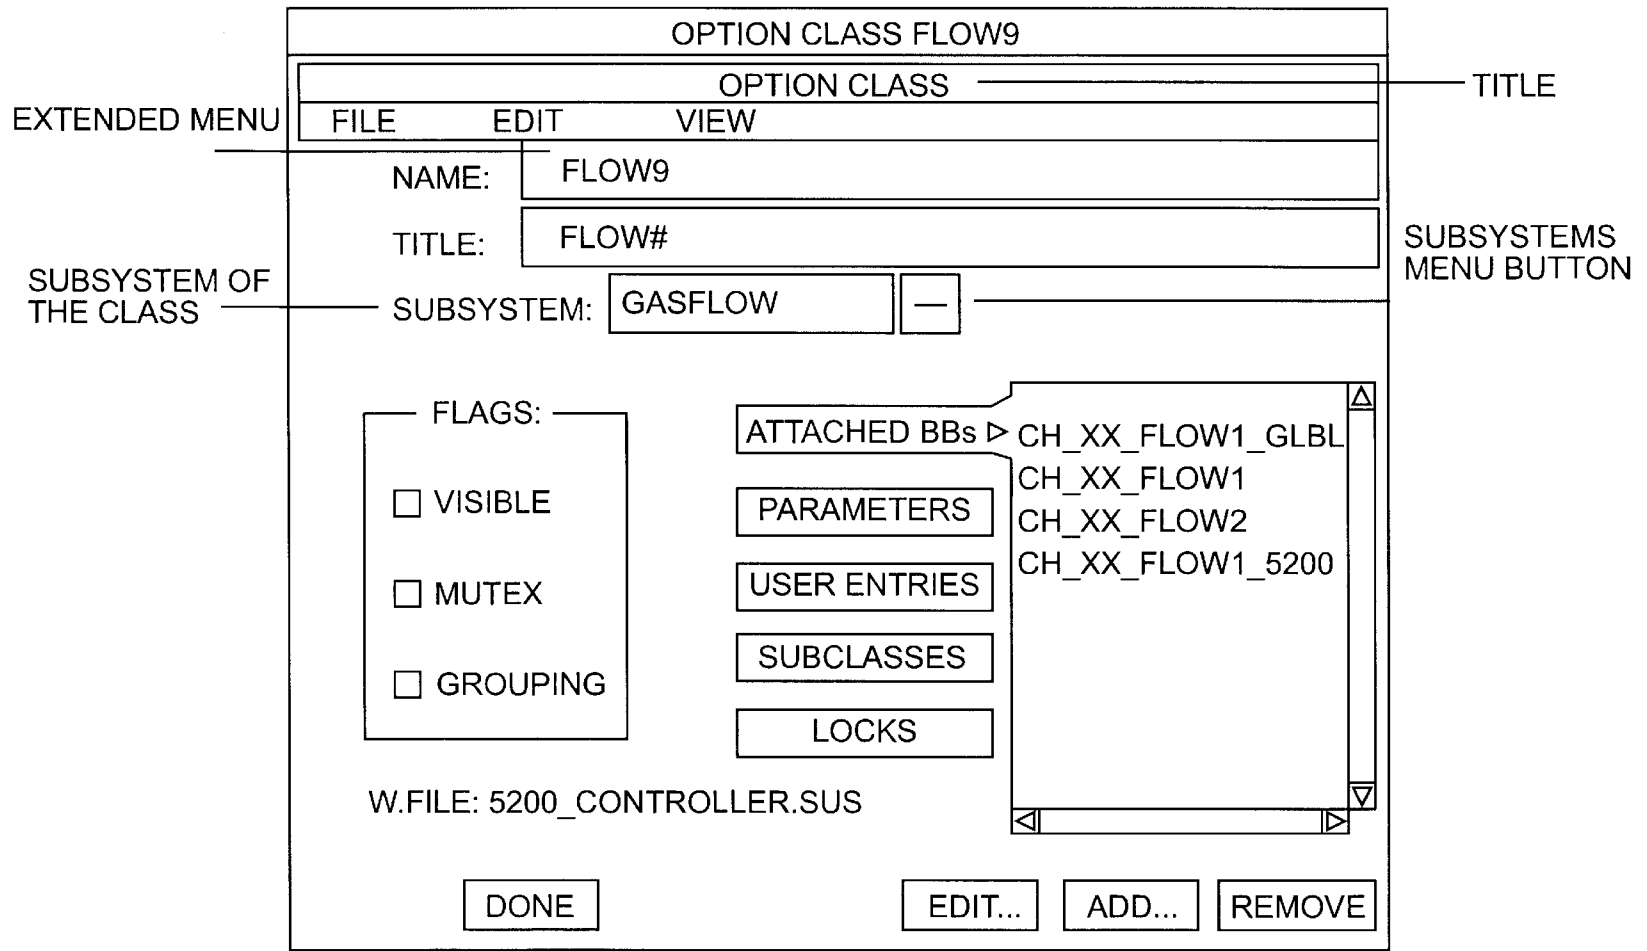 OPTION CLASS FLOW9
OPTION CLASS
TITLE
EXTENDED MENU
FILE EDIT VIEW
NAME: FLOW9
TITLE: FLOW#
SUBSYSTEMS
MENU BUTTON
SUBSYSTEM OF
THE CLASS
SUBSYSTEM: GASFLOW
FLAGS:
VISIBLE
MUTEX
GROUPING
ATTACHED BBs
PARAMETERS
USER ENTRIES
SUBCLASSES
LOCKS
CH_XX_FLOW1_GLBL
CH_XX_FLOW1
CH_XX_FLOW2
CH_XX_FLOW1_5200
W.FILE: 5200_CONTROLLER.SUS
DONE EDIT... ADD... REMOVE